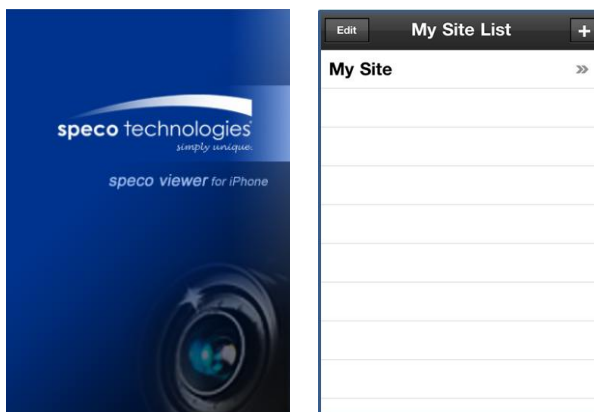 speco technologies
simply unique.
speco viewer for iPhone
Edit My Site List +
My Site »